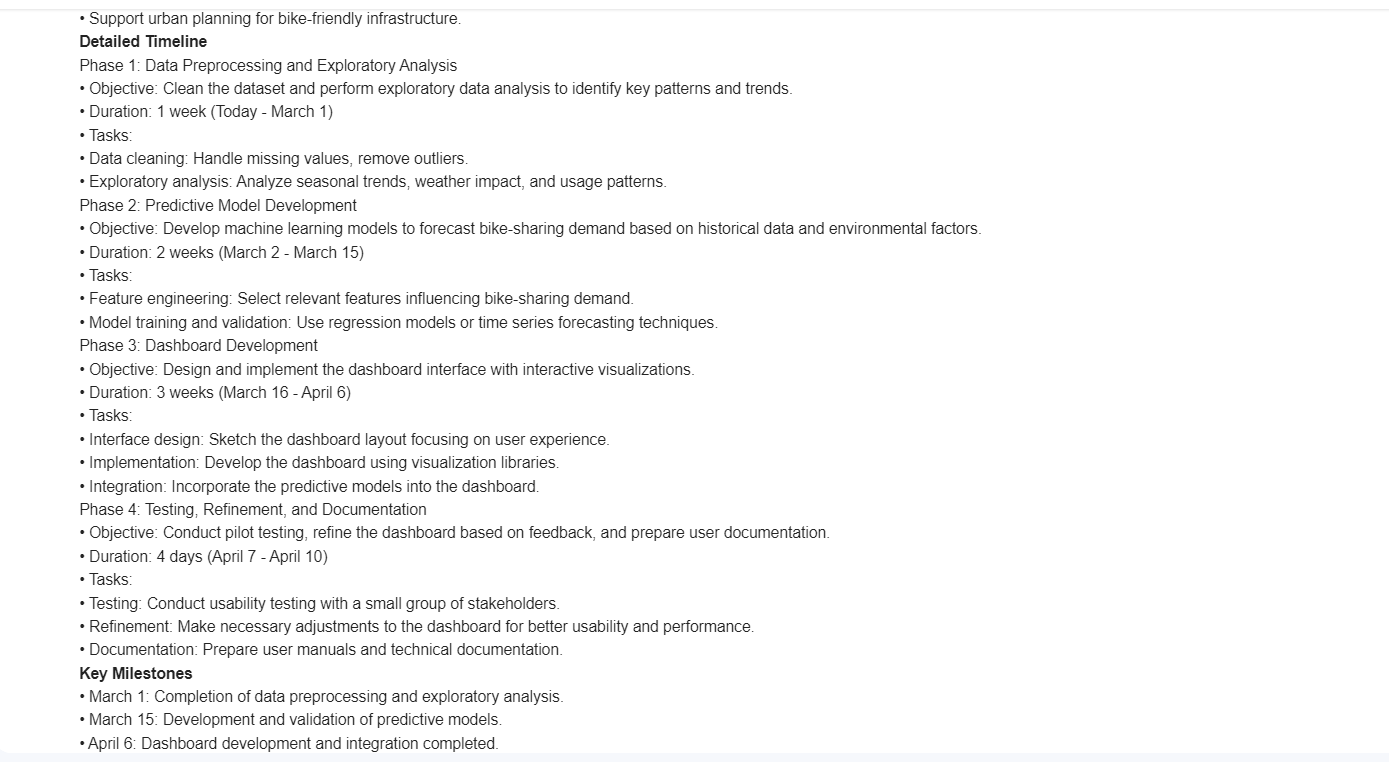 • Support urban planning for bike-friendly infrastructure.
Detailed Timeline
Phase 1: Data Preprocessing and Exploratory Analysis
• Objective: Clean the dataset and perform exploratory data analysis to identify key patterns and trends.
• Duration: 1 week (Today - March 1)
• Tasks:
• Data cleaning: Handle missing values, remove outliers.
• Exploratory analysis: Analyze seasonal trends, weather impact, and usage patterns.
Phase 2: Predictive Model Development
• Objective: Develop machine learning models to forecast bike-sharing demand based on historical data and environmental factors.
• Duration: 2 weeks (March 2 - March 15)
• Tasks:
• Feature engineering: Select relevant features influencing bike-sharing demand.
• Model training and validation: Use regression models or time series forecasting techniques.
Phase 3: Dashboard Development
• Objective: Design and implement the dashboard interface with interactive visualizations.
• Duration: 3 weeks (March 16 - April 6)
• Tasks:
• Interface design: Sketch the dashboard layout focusing on user experience.
• Implementation: Develop the dashboard using visualization libraries.
• Integration: Incorporate the predictive models into the dashboard.
Phase 4: Testing, Refinement, and Documentation
• Objective: Conduct pilot testing, refine the dashboard based on feedback, and prepare user documentation.
• Duration: 4 days (April 7 - April 10)
• Tasks:
• Testing: Conduct usability testing with a small group of stakeholders.
• Refinement: Make necessary adjustments to the dashboard for better usability and performance.
• Documentation: Prepare user manuals and technical documentation.
Key Milestones
• March 1: Completion of data preprocessing and exploratory analysis.
• March 15: Development and validation of predictive models.
• April 6: Dashboard development and integration completed.